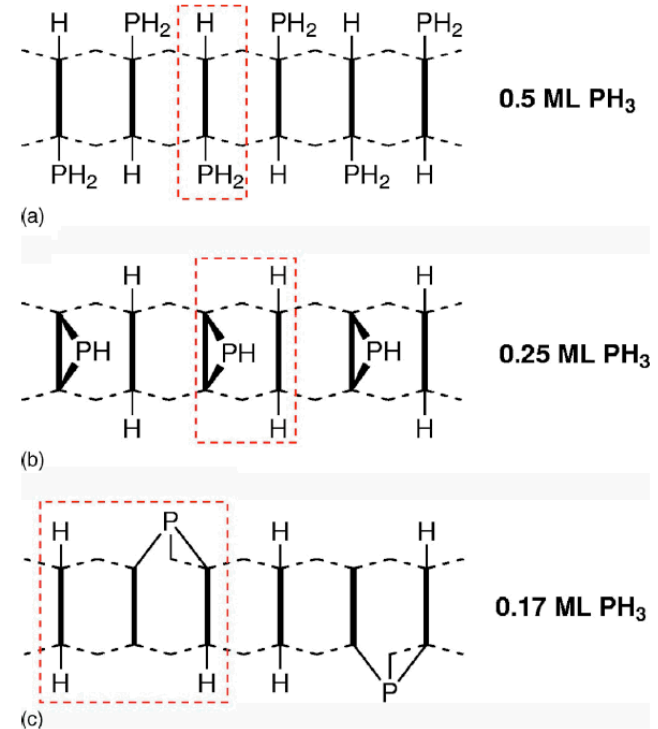 H PH₂ H PH₂ H PH₂
0.5 ML PH₃
PH₂ H PH₂ H PH₂ H
(a)
H H H
PH PH PH 0.25 ML PH₃
H H H
(b)
P
H H H
0.17 ML PH₃
H H H
P
(c)